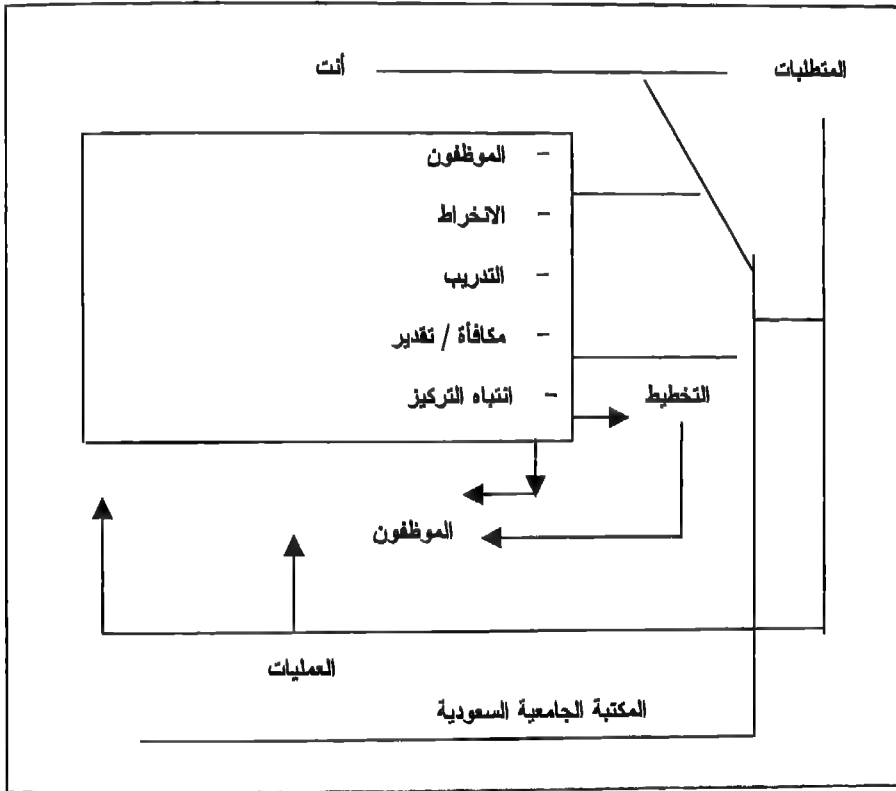 المتطلبات أنت
- الموظفون
- الانخراط
- التدريب
- مكافأة / تقدير
- انتباه التركيز
التخطيط
الموظفون
العمليات
المكتبة الجامعية السعودية